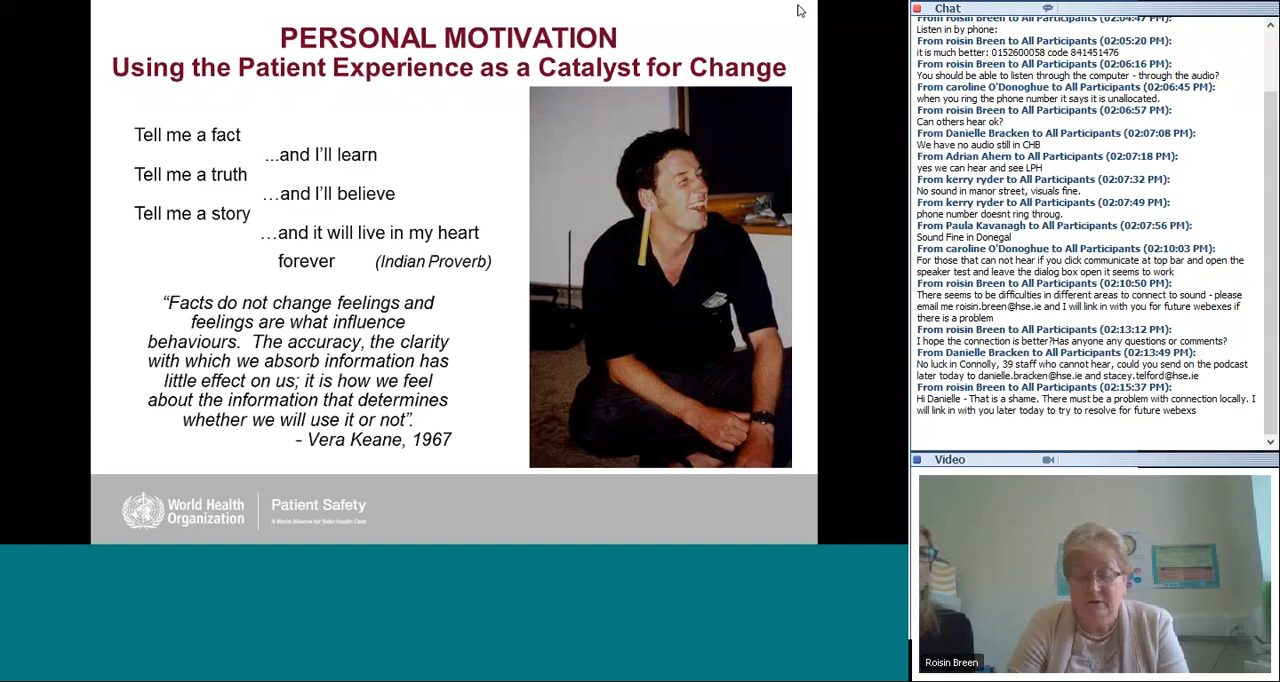 PERSONAL MOTIVATION
Using the Patient Experience as a Catalyst for Change
Tell me a fact
...and I'll learn
Tell me a truth
…and I'll believe
Tell me a story
…and it will live in my heart
forever (Indian Proverb)
“Facts do not change feelings and
feelings are what influence
behaviours. The accuracy, the clarity
with which we absorb information has
little effect on us; it is how we feel
about the information that determines
whether we will use it or not”.
- Vera Keane, 1967
World Health
Organization
Patient Safety
A World Alliance for Safer Health Care
Chat
From roisin Breen to All Participants (02:04:47 PM):
Listen in by phone:
From roisin Breen to All Participants (02:05:20 PM):
it is much better: 0152600058 code 841451476
From roisin Breen to All Participants (02:06:16 PM):
You should be able to listen through the computer - through the audio?
From caroline O'Donoghue to All Participants (02:06:45 PM):
when you ring the phone number it says it is unallocated.
From roisin Breen to All Participants (02:06:57 PM):
Can others hear ok?
From Danielle Bracken to All Participants (02:07:08 PM):
We have no audio still in CHB
From Adrian Ahern to All Participants (02:07:18 PM):
yes we can hear and see LPH
From kerry ryder to All Participants (02:07:32 PM):
No sound in manor street, visuals fine.
From kerry ryder to All Participants (02:07:49 PM):
phone number doesnt ring throug.
From Paula Kavanagh to All Participants (02:07:56 PM):
Sound Fine in Donegal
From caroline O'Donoghue to All Participants (02:10:03 PM):
For those that can not hear if you click communicate at top bar and open the
speaker test and leave the dialog box open it seems to work
From roisin Breen to All Participants (02:10:50 PM):
There seems to be difficulties in different areas to connect to sound - please
email me roisin.breen@hse.ie and I will link in with you for future webexes if
there is a problem
From roisin Breen to All Participants (02:13:12 PM):
I hope the connection is better?Has anyone any questions or comments?
From Danielle Bracken to All Participants (02:13:49 PM):
No luck in Connolly, 39 staff who cannot hear, could you send on the podcast
later today to danielle.bracken@hse.ie and stacey.telford@hse.ie
From roisin Breen to All Participants (02:15:37 PM):
Hi Danielle - That is a shame. There must be a problem with connection locally. I
will link in with you later today to try to resolve for future webexs
Video
Roisin Breen